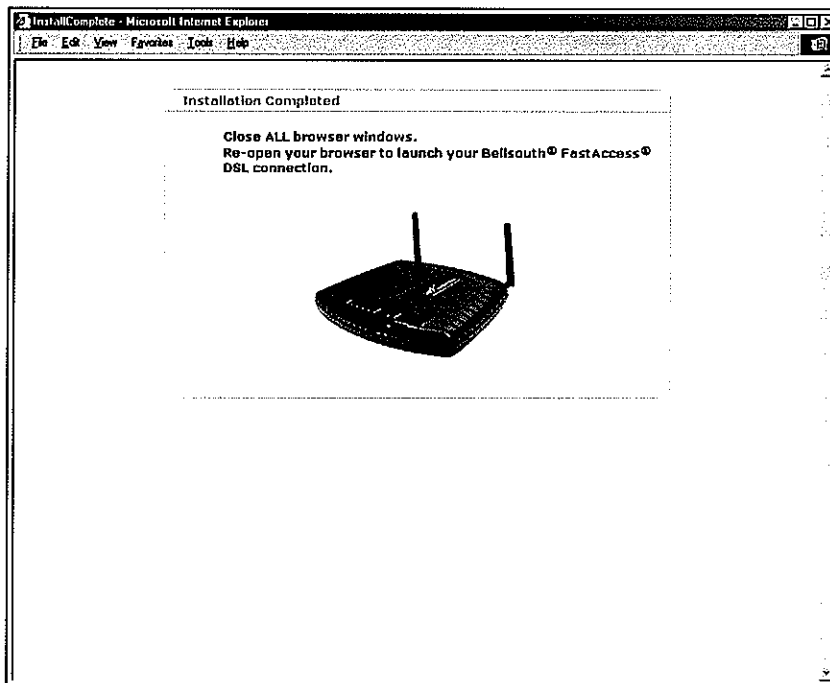 InstallComplete - Microsoft Internet Explorer
File Edit View Favorites Tools Help
Installation Completed
Close ALL browser windows.
Re-open your browser to launch your Bellsouth® FastAccess®
DSL connection.